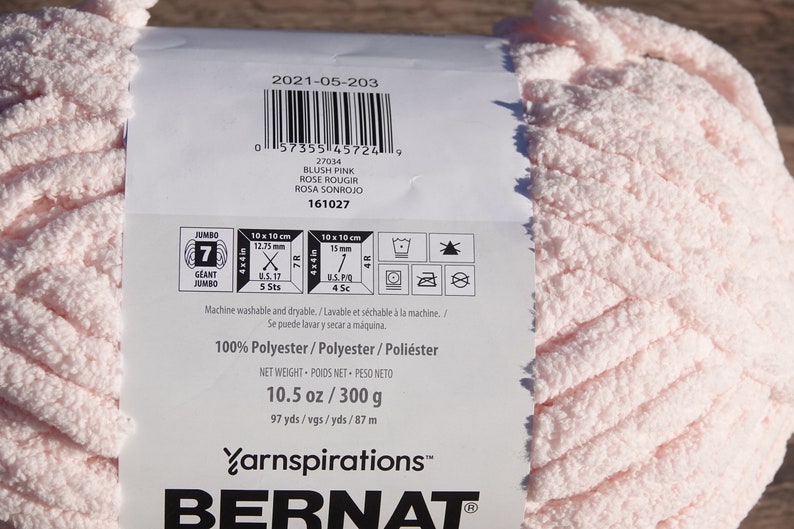 2021-05-203
0 57355 45724 9
27034
BLUSH PINK
ROSE ROUGIR
ROSA SONROJO
161027
JUMBO
7
GÉANT
JUMBO
10 x 10 cm
4 x 4 in
12.75 mm
U.S. 17
7 R
5 Sts
10 x 10 cm
4 x 4 in
15 mm
U.S. P/Q
4 R
4 Sc
Machine washable and dryable. / Lavable et séchable à la machine. /
Se puede lavar y secar a máquina.
100% Polyester / Polyester / Poliéster
NET WEIGHT • POIDS NET • PESO NETO
10.5 oz / 300 g
97 yds / vgs / yds / 87 m
Yarnspirations™
BERNAT®